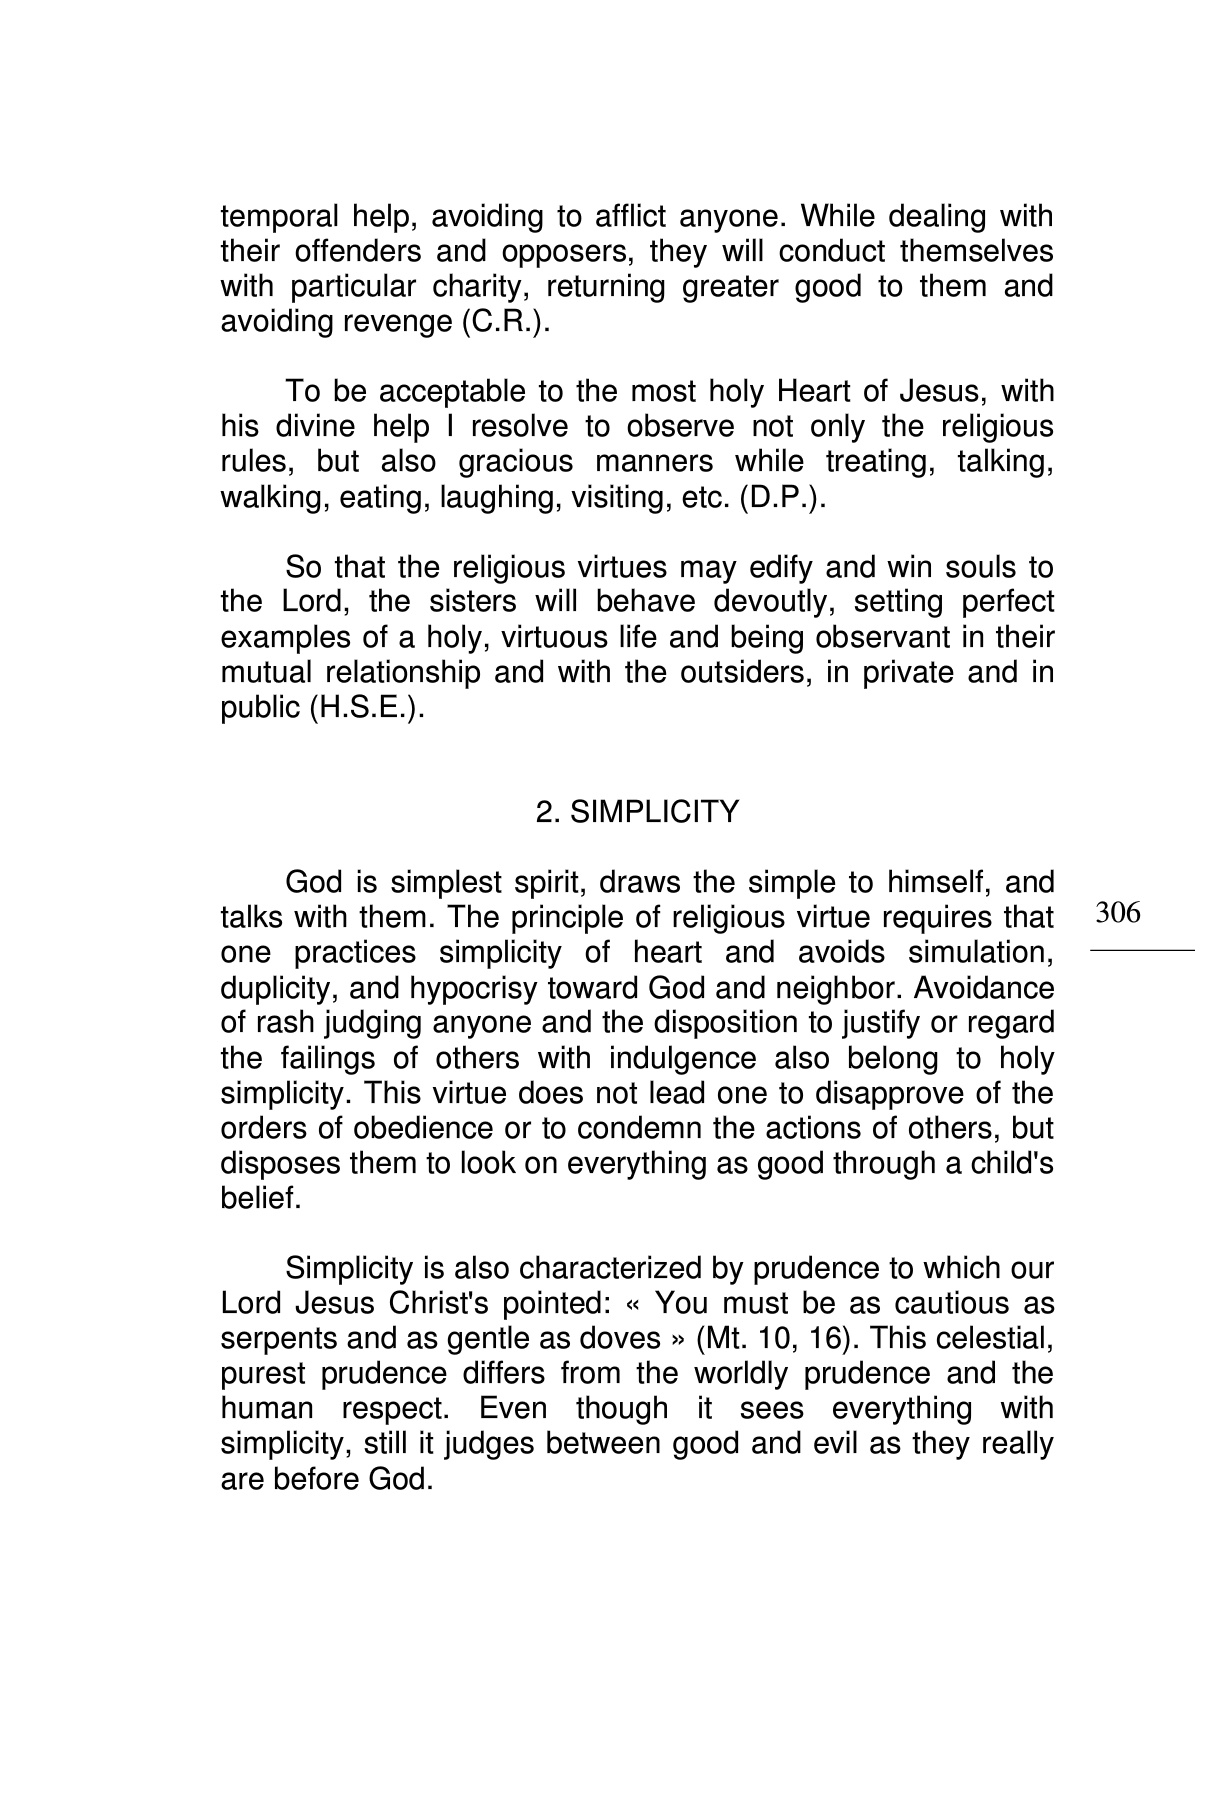 temporal help, avoiding to afflict anyone. While dealing with
their offenders and opposers, they will conduct themselves
with particular charity, returning greater good to them and
avoiding revenge (C.R.).
To be acceptable to the most holy Heart of Jesus, with
his divine help I resolve to observe not only the religious
rules, but also gracious manners while treating, talking,
walking, eating, laughing, visiting, etc. (D.P.).
So that the religious virtues may edify and win souls to
the Lord, the sisters will behave devoutly, setting perfect
examples of a holy, virtuous life and being observant in their
mutual relationship and with the outsiders, in private and in
public (H.S.E.).
2. SIMPLICITY
God is simplest spirit, draws the simple to himself, and
talks with them. The principle of religious virtue requires that
one practices simplicity of heart and avoids simulation,
duplicity, and hypocrisy toward God and neighbor. Avoidance
of rash judging anyone and the disposition to justify or regard
the failings of others with indulgence also belong to holy
simplicity. This virtue does not lead one to disapprove of the
orders of obedience or to condemn the actions of others, but
disposes them to look on everything as good through a child's
belief.
Simplicity is also characterized by prudence to which our
Lord Jesus Christ's pointed: « You must be as cautious as
serpents and as gentle as doves » (Mt. 10, 16). This celestial,
purest prudence differs from the worldly prudence and the
human respect. Even though it sees everything with
simplicity, still it judges between good and evil as they really
are before God.
306